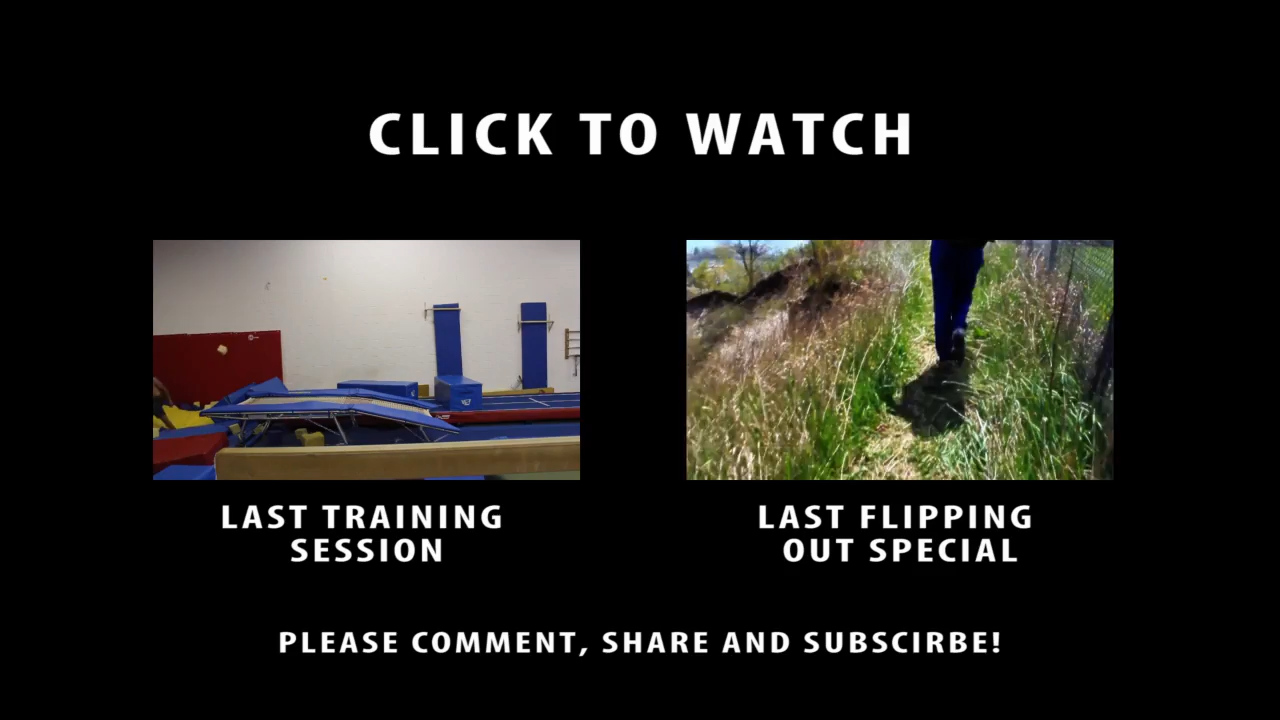 CLICK TO WATCH
LAST TRAINING
SESSION
LAST FLIPPING
OUT SPECIAL
PLEASE COMMENT, SHARE AND SUBSCIRBE!